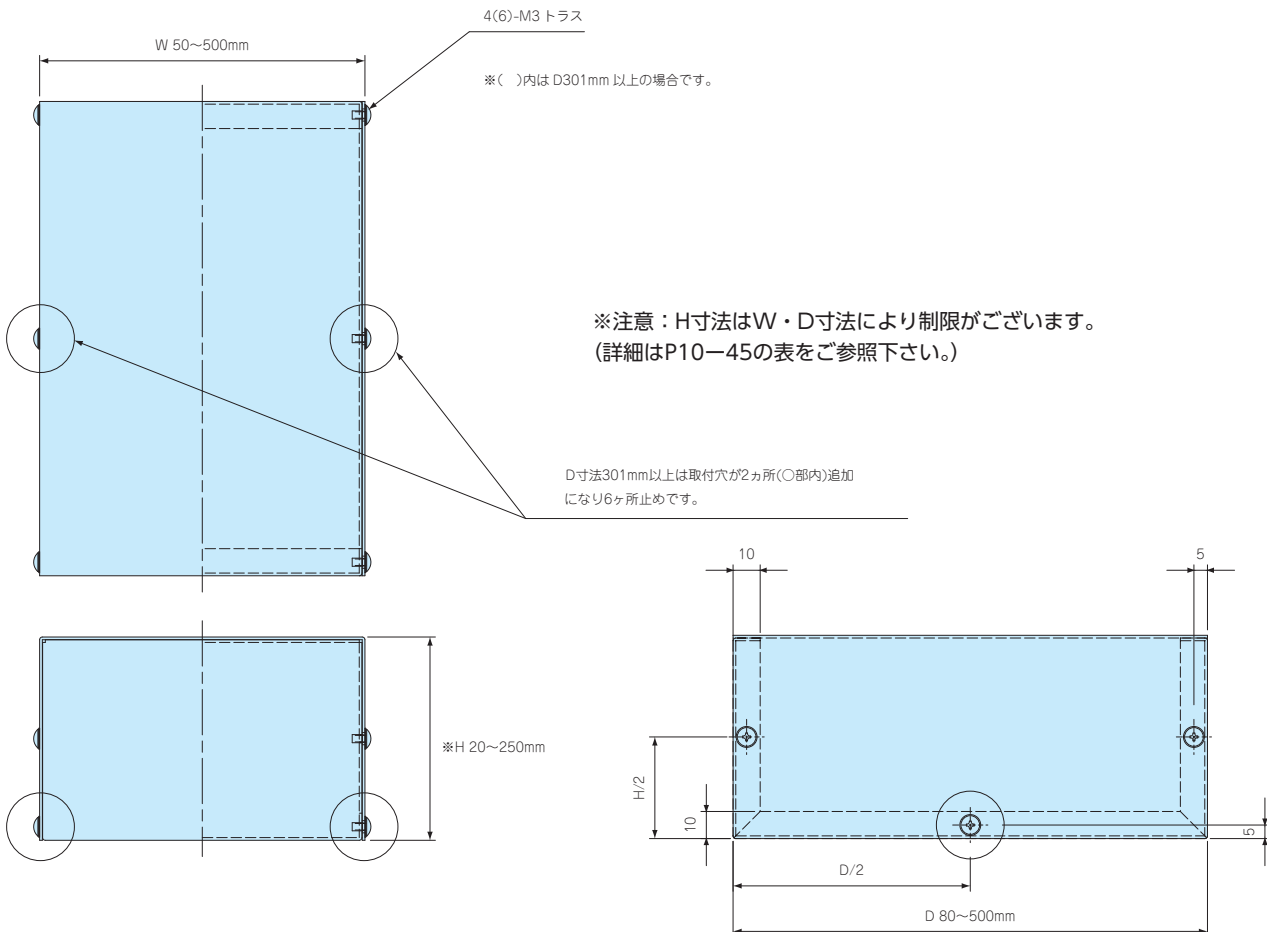 4(6)-M3 トラス
W 50〜500mm
※(　)内は D301mm 以上の場合です。
※注意：H寸法はW・D寸法により制限がございます。
(詳細はP10ー45の表をご参照下さい。)
D寸法301mm以上は取付穴が2ヵ所(○部内)追加
になり6ヶ所止めです。
10
5
※H 20〜250mm
H/2
10
5
D/2
D 80〜500mm